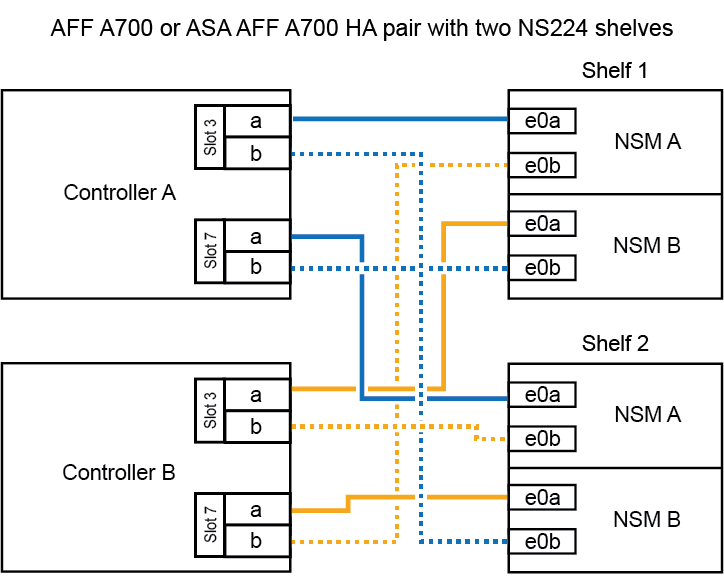 AFF A700 or ASA AFF A700 HA pair with two NS224 shelves
Shelf 1
Controller A
Slot 3
a
b
Slot 7
a
b
e0a
e0b
NSM A
e0a
e0b
NSM B
Shelf 2
Controller B
Slot 3
a
b
Slot 7
a
b
e0a
e0b
NSM A
e0a
e0b
NSM B